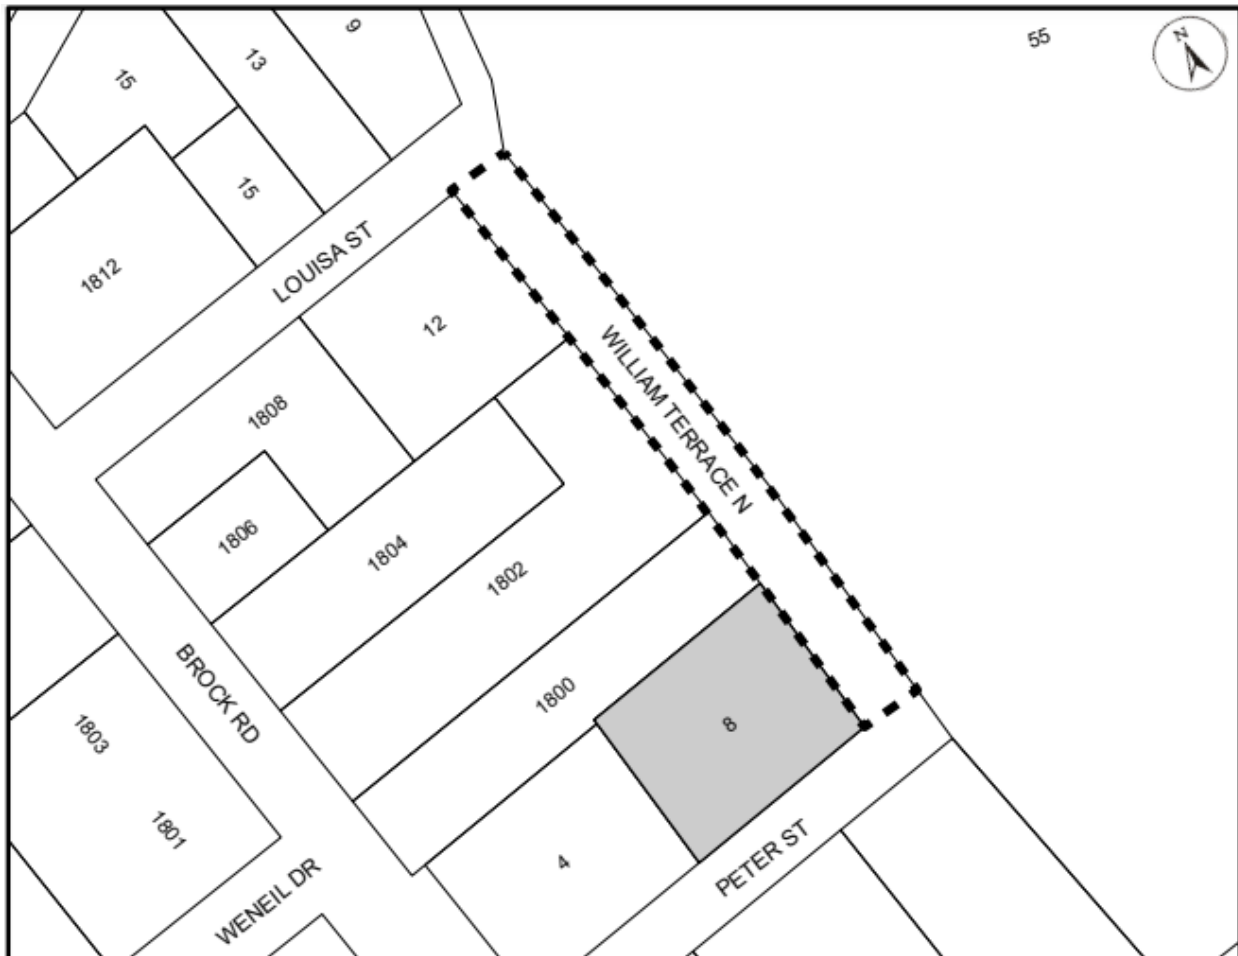 9
55
N
13
15
15
1812
LOUISA ST
12
WILLIAM TERRACE N
1808
1806
1804
1802
BROCK RD
1800
8
1803
1801
4
PETER ST
WENEIL DR